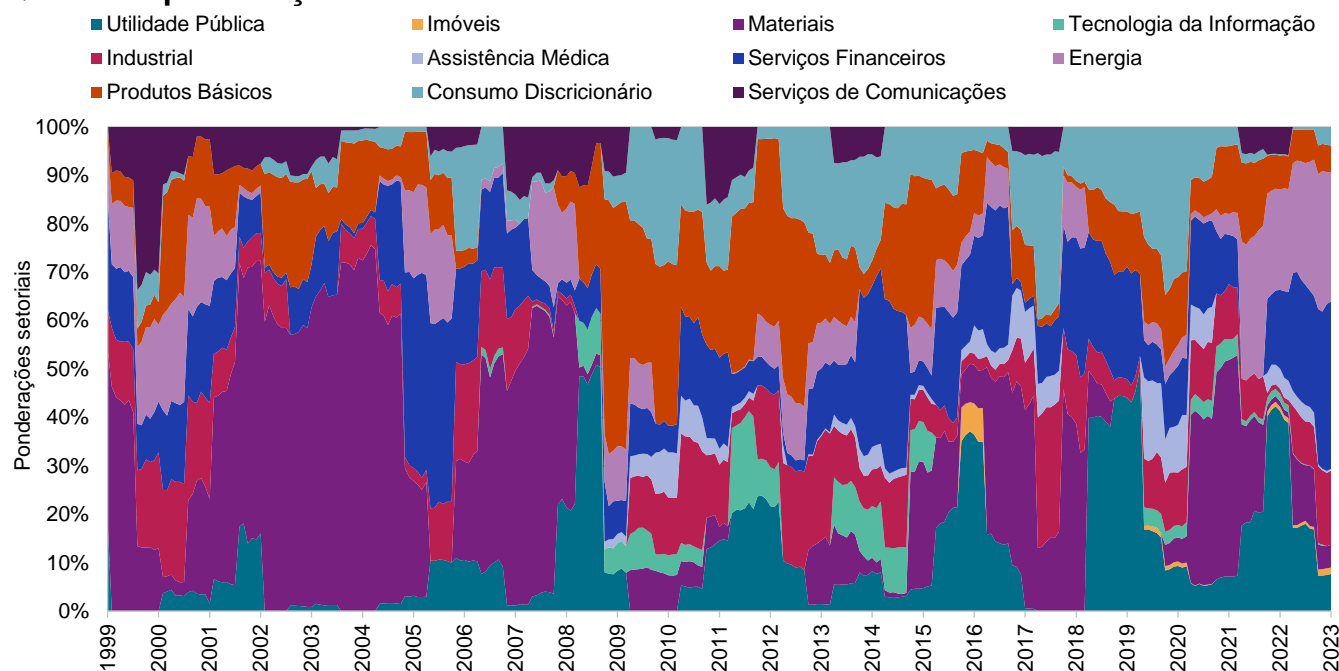 Utilidade Pública Imóveis Materiais Tecnologia da Informação
Industrial Assistência Médica Serviços Financeiros Energia
Produtos Básicos Consumo Discricionário Serviços de Comunicações
Ponderações setoriais
100%
90%
80%
70%
60%
50%
40%
30%
20%
10%
0%
1999 2000 2001 2002 2003 2004 2005 2006 2007 2008 2009 2010 2011 2012 2013 2014 2015 2016 2017 2018 2019 2020 2021 2022 2023